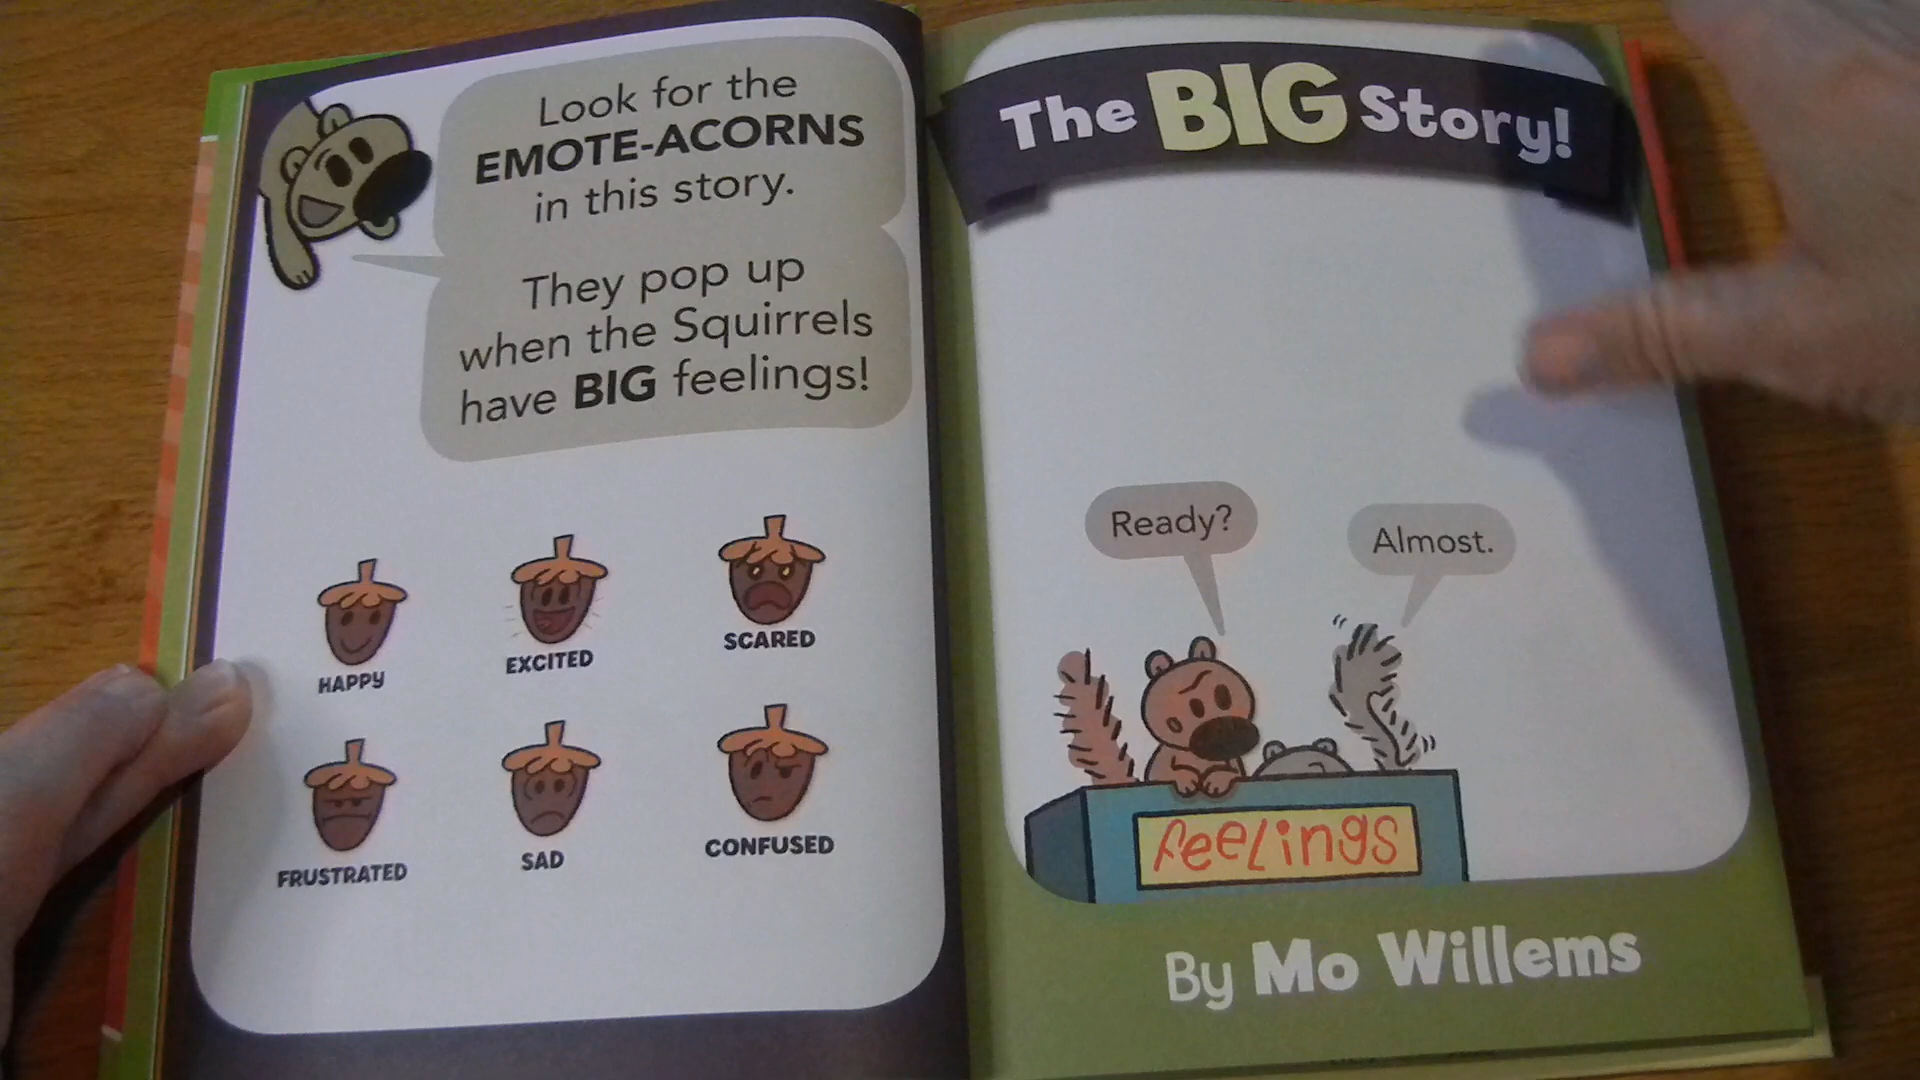 Look for the
EMOTE-ACORNS
in this story.
They pop up
when the Squirrels
have BIG feelings!
HAPPY
EXCITED
SCARED
FRUSTRATED
SAD
CONFUSED
The BIG Story!
Ready?
Almost.
feelings
By Mo Willems